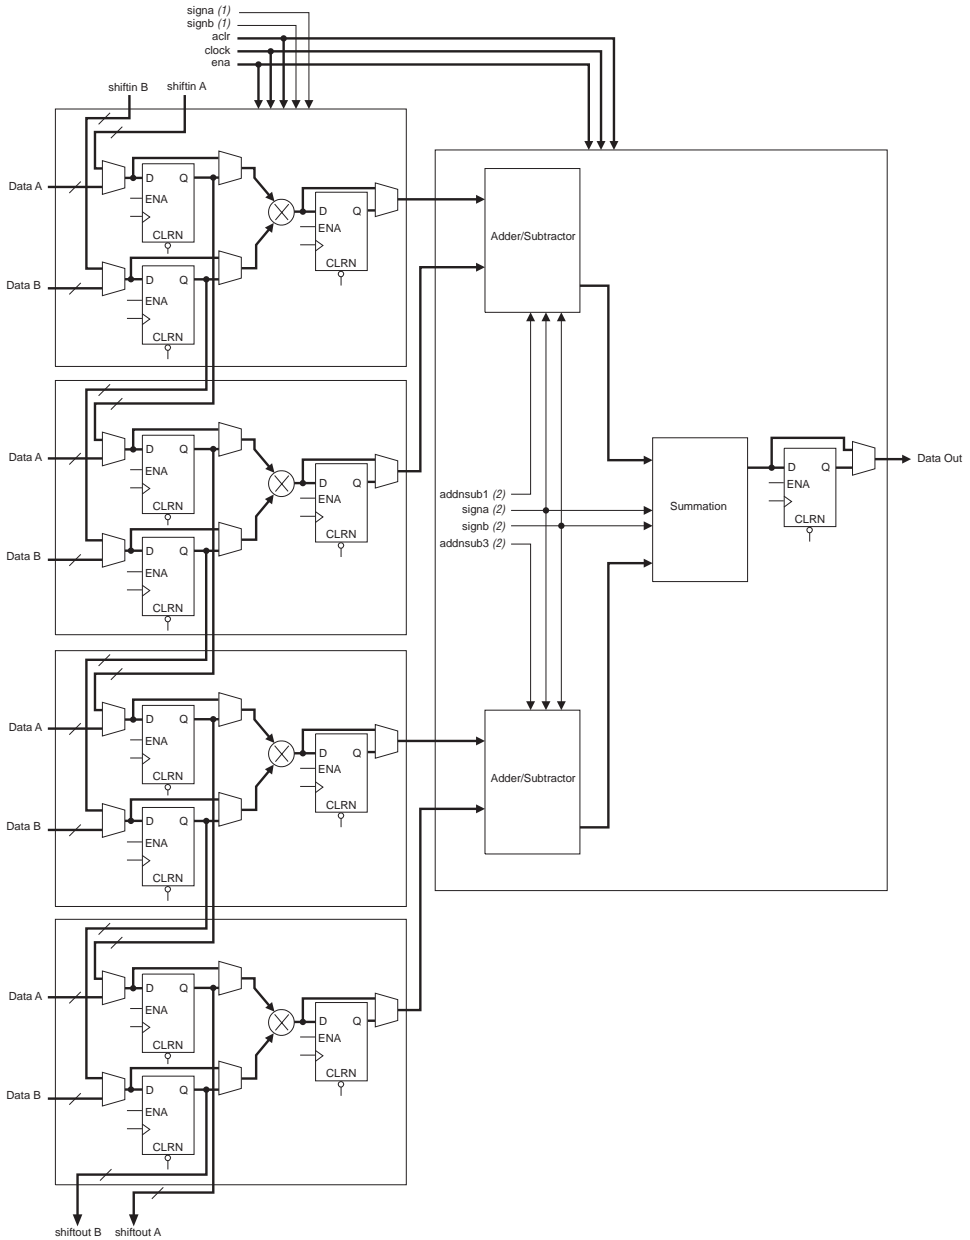 signa (1)
signb (1)
aclr
clock
ena
shiftin B
shiftin A
Data A
D Q
ENA
CLRN
D Q
ENA
CLRN
Data B
D Q
ENA
CLRN
Adder/Subtractor
Data A
D Q
ENA
CLRN
D Q
ENA
CLRN
Data B
D Q
ENA
CLRN
addnsub1 (2)
signa (2)
signb (2)
addnsub3 (2)
Summation
D Q
ENA
CLRN
Data Out
Data A
D Q
ENA
CLRN
D Q
ENA
CLRN
Data B
D Q
ENA
CLRN
Adder/Subtractor
Data A
D Q
ENA
CLRN
D Q
ENA
CLRN
Data B
D Q
ENA
CLRN
shiftout B
shiftout A